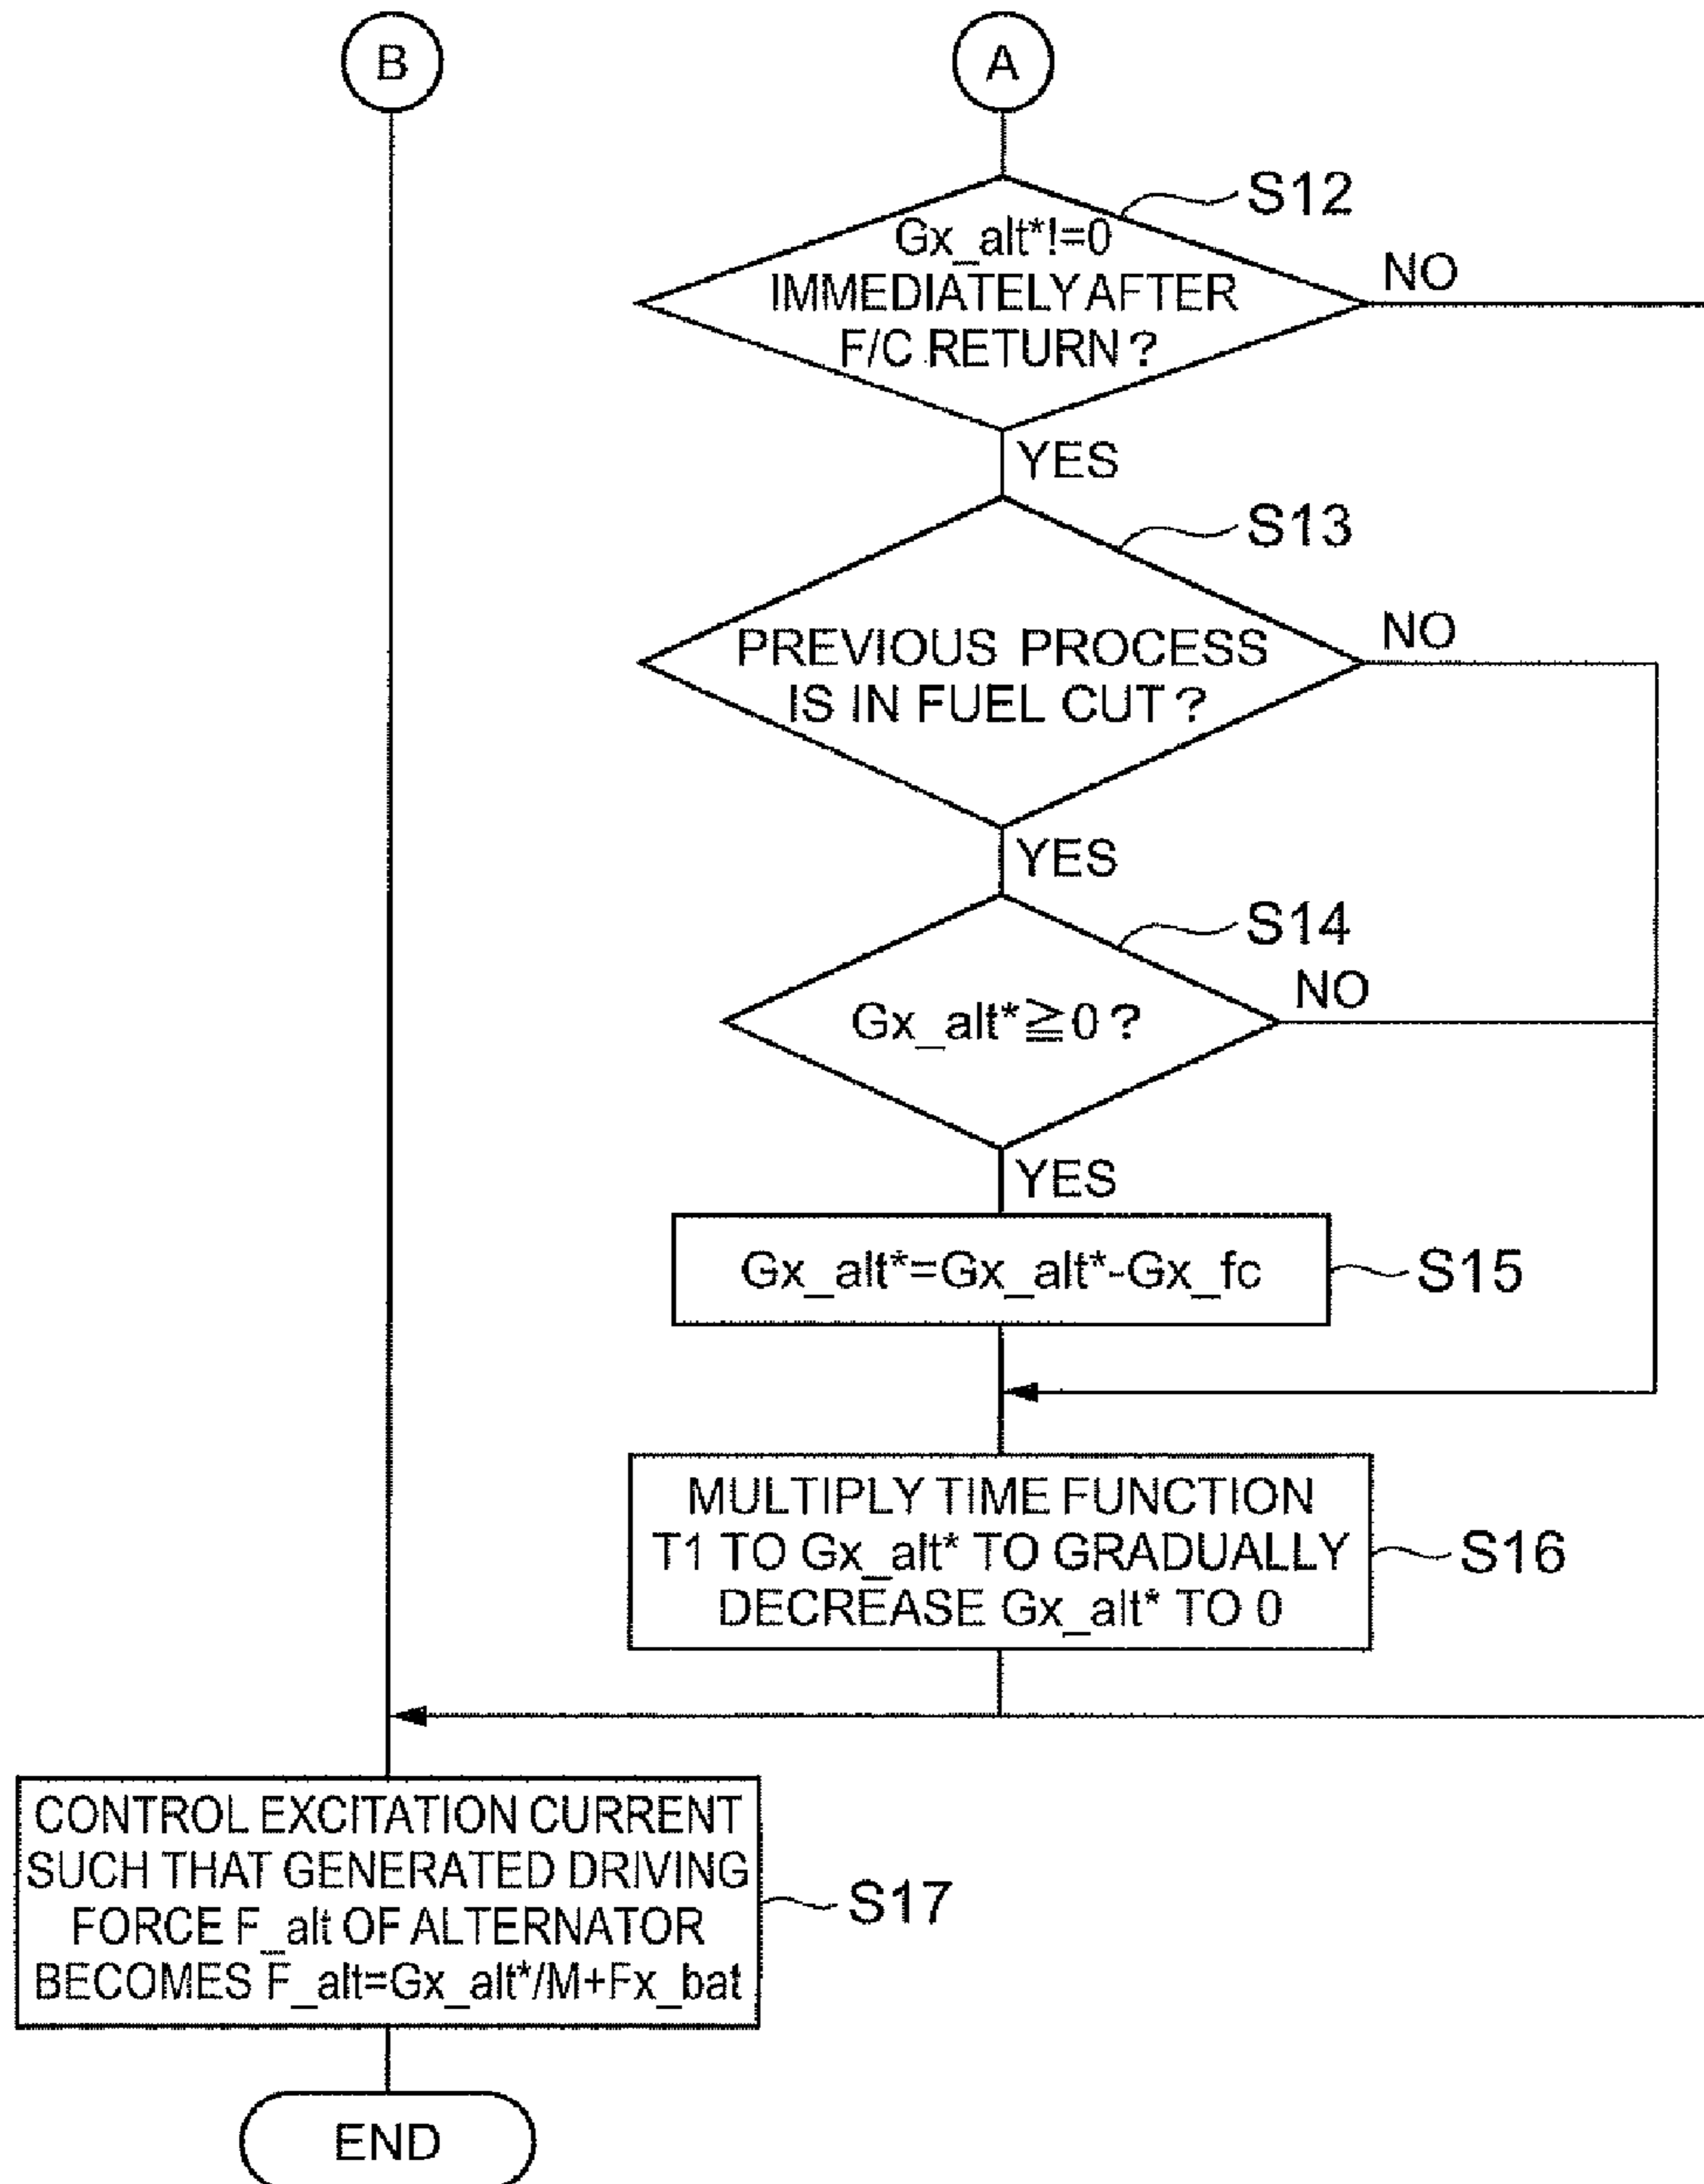 B
A
S12
Gx_alt*!=0
IMMEDIATELY AFTER
F/C RETURN?
NO
YES
S13
PREVIOUS PROCESS
IS IN FUEL CUT?
NO
YES
S14
Gx_alt*≧0?
NO
YES
Gx_alt*=Gx_alt*-Gx_fc
S15
MULTIPLY TIME FUNCTION
T1 TO Gx_alt* TO GRADUALLY
DECREASE Gx_alt* TO 0
S16
CONTROL EXCITATION CURRENT
SUCH THAT GENERATED DRIVING
FORCE F_alt OF ALTERNATOR
BECOMES F_alt=Gx_alt*/M+Fx_bat
S17
END